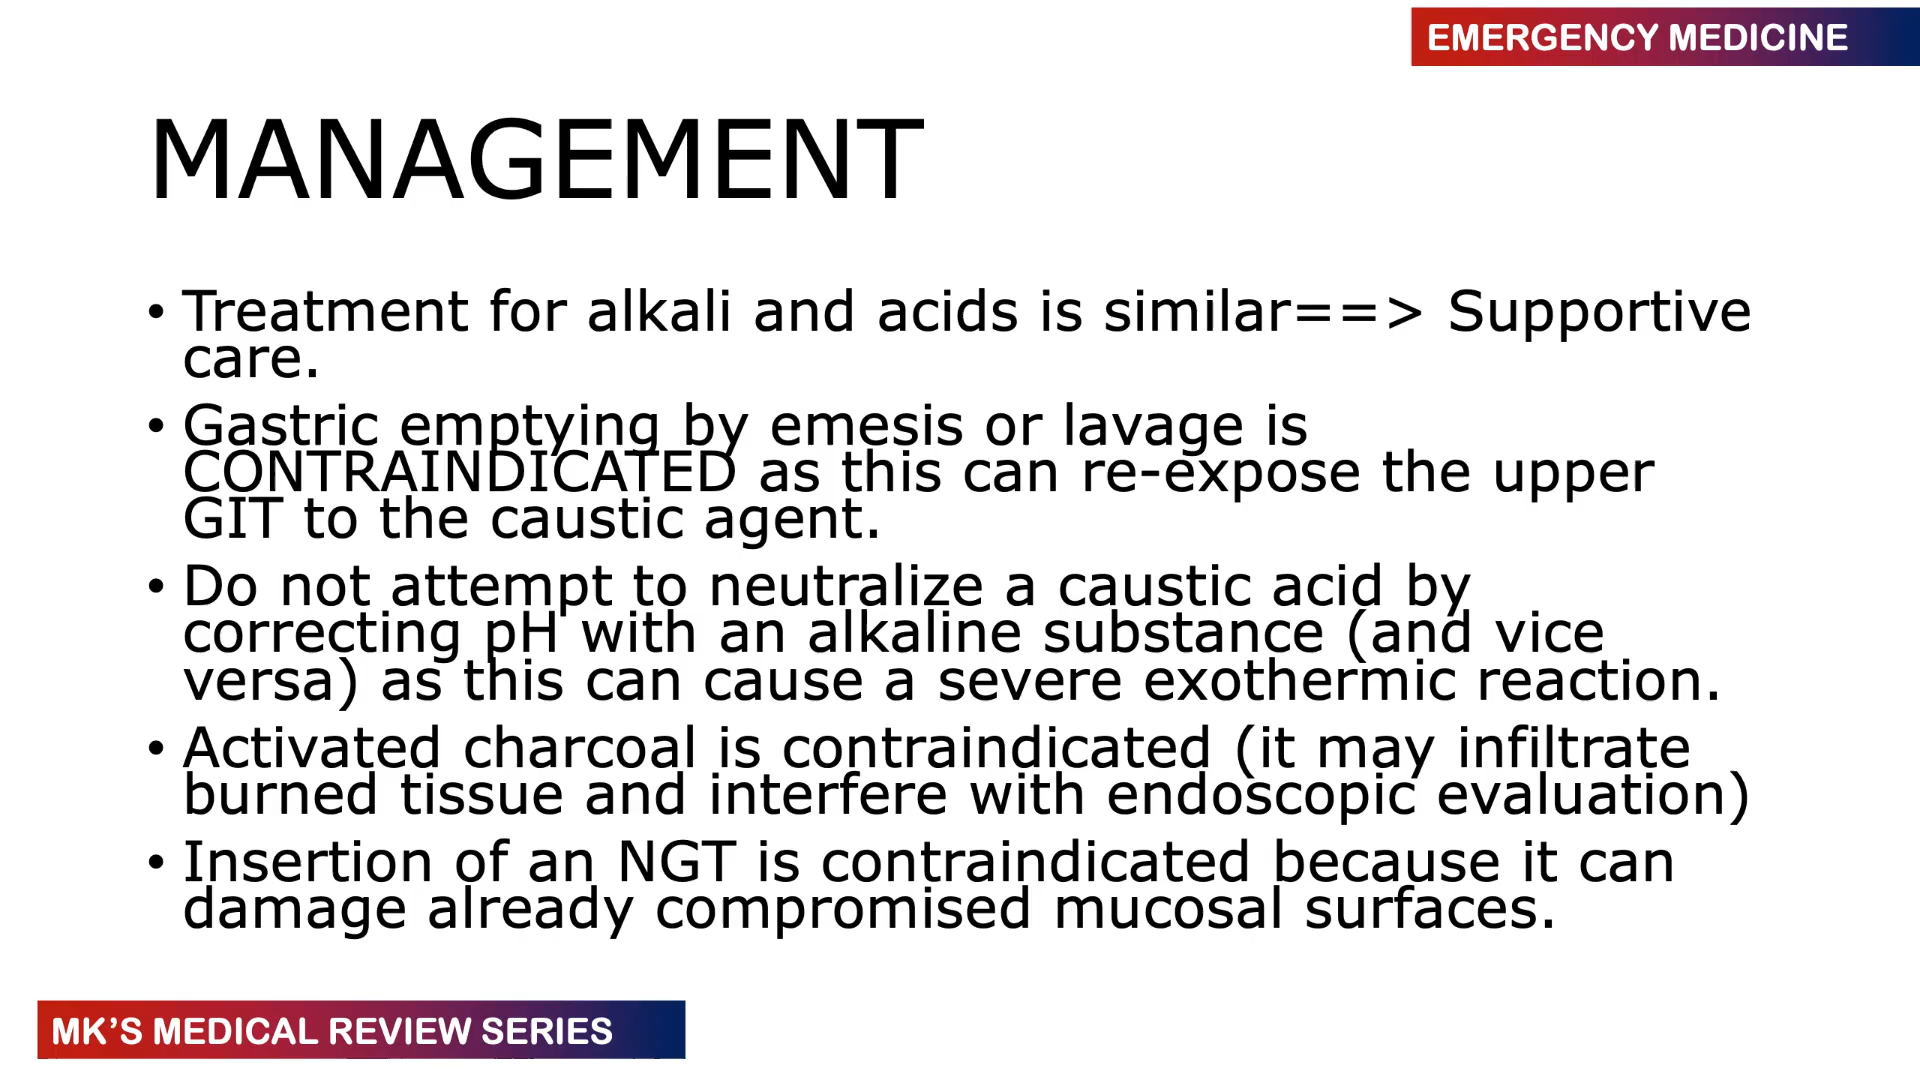 EMERGENCY MEDICINE
MANAGEMENT
• Treatment for alkali and acids is similar==> Supportive
care.
• Gastric emptying by emesis or lavage is
CONTRAINDICATED as this can re-expose the upper
GIT to the caustic agent.
• Do not attempt to neutralize a caustic acid by
correcting pH with an alkaline substance (and vice
versa) as this can cause a severe exothermic reaction.
• Activated charcoal is contraindicated (it may infiltrate
burned tissue and interfere with endoscopic evaluation)
• Insertion of an NGT is contraindicated because it can
damage already compromised mucosal surfaces.
MK’S MEDICAL REVIEW SERIES